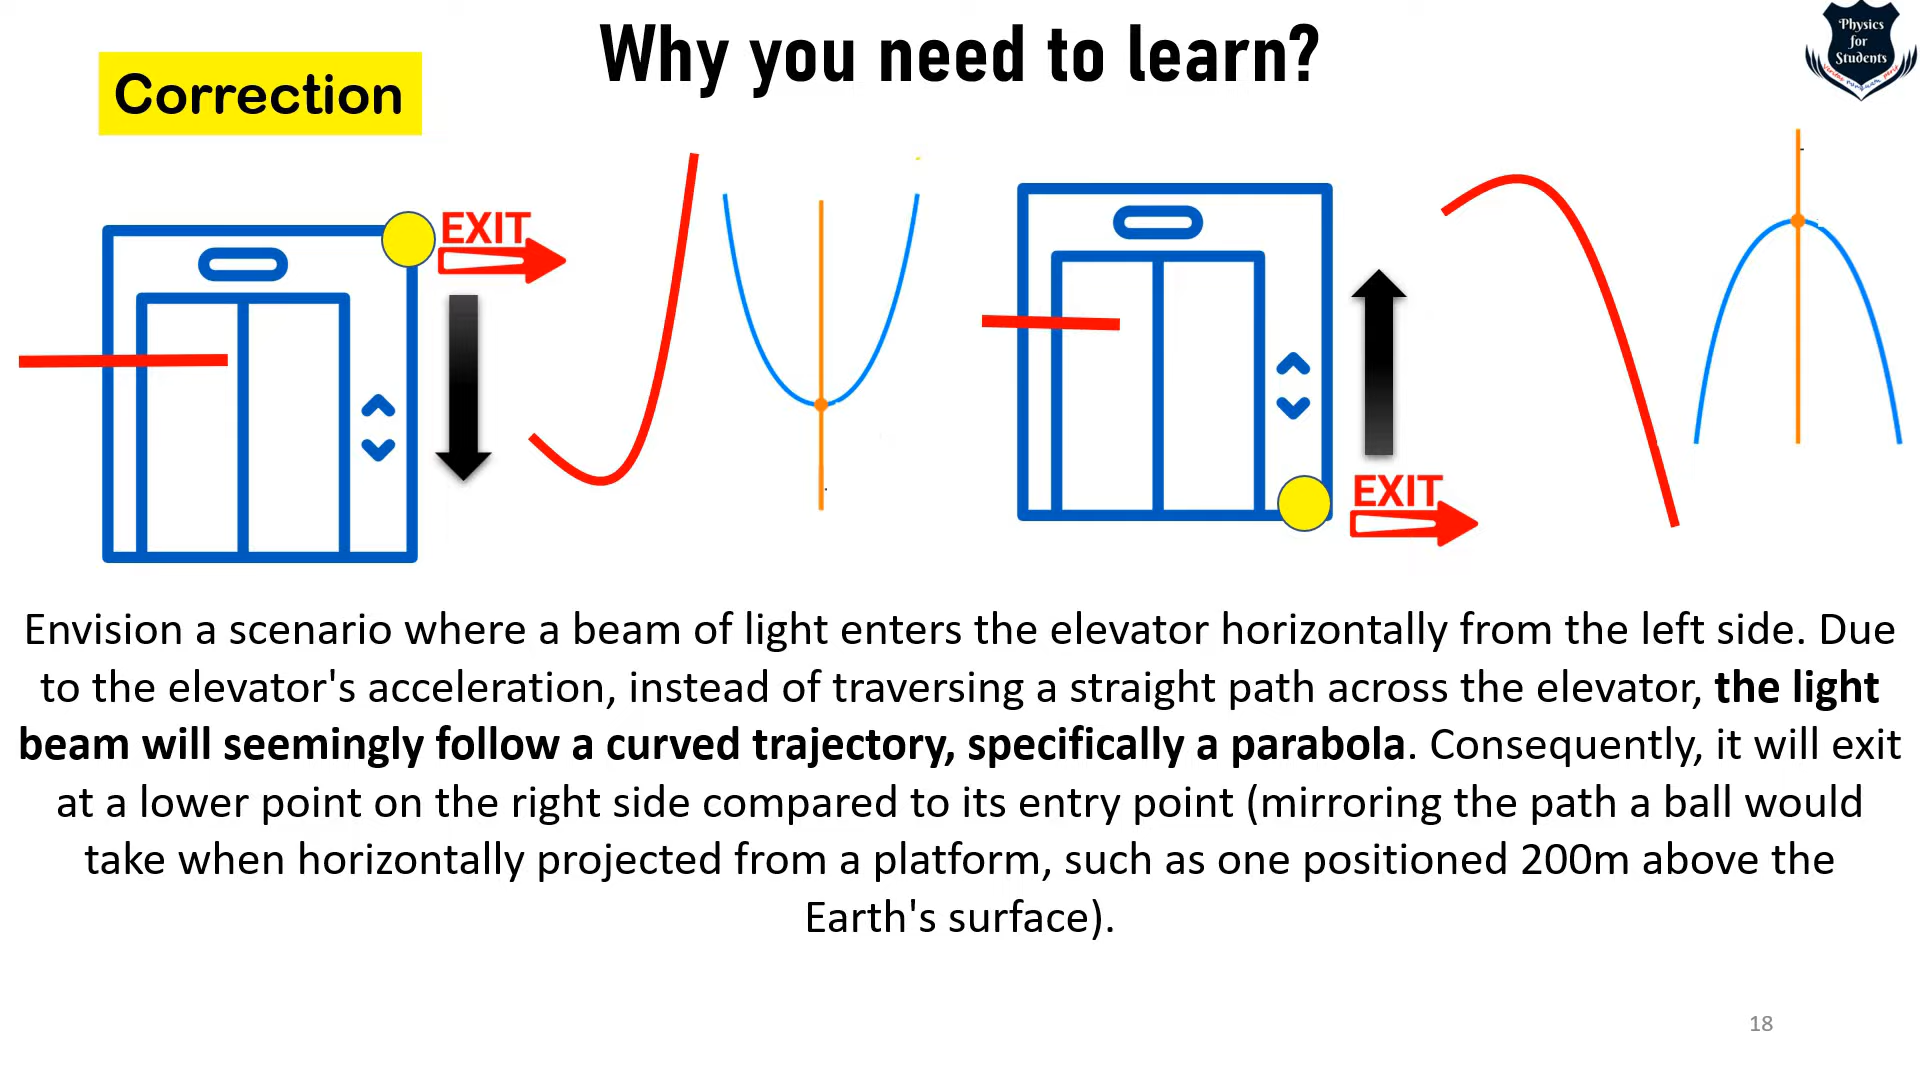 Why you need to learn?
Physics
for
Students
Correction
EXIT
EXIT
Envision a scenario where a beam of light enters the elevator horizontally from the left side. Due
to the elevator's acceleration, instead of traversing a straight path across the elevator, the light
beam will seemingly follow a curved trajectory, specifically a parabola. Consequently, it will exit
at a lower point on the right side compared to its entry point (mirroring the path a ball would
take when horizontally projected from a platform, such as one positioned 200m above the
Earth's surface).
18